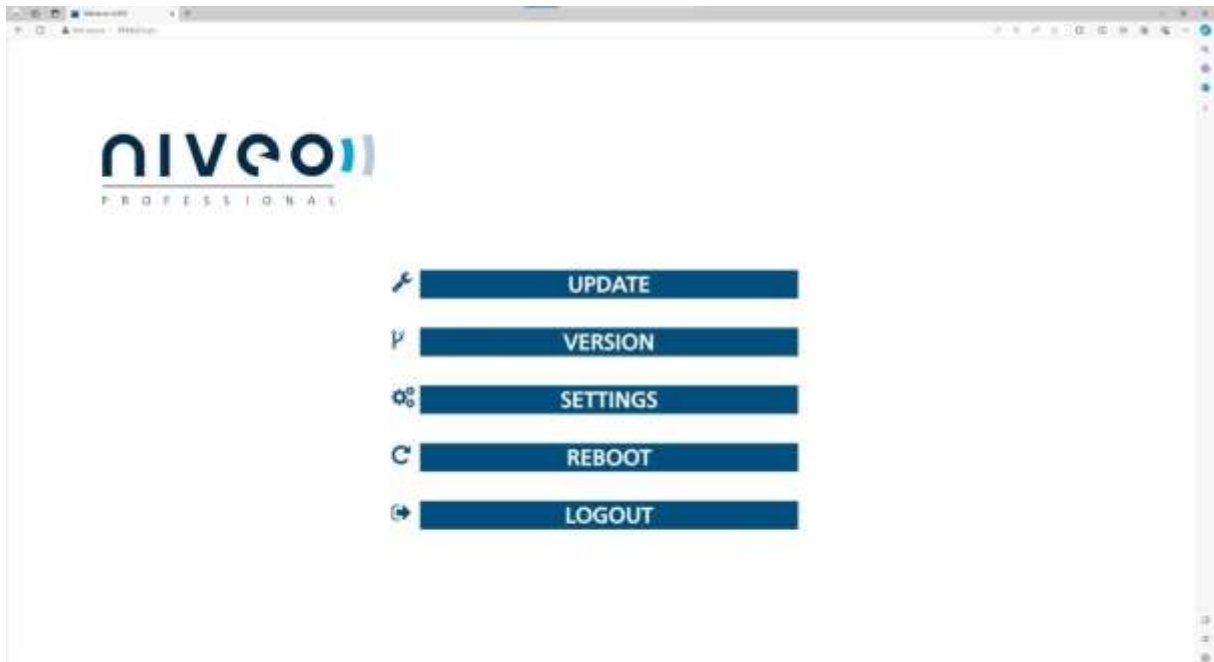 niveo
PROFESSIONAL
UPDATE
VERSION
SETTINGS
REBOOT
LOGOUT